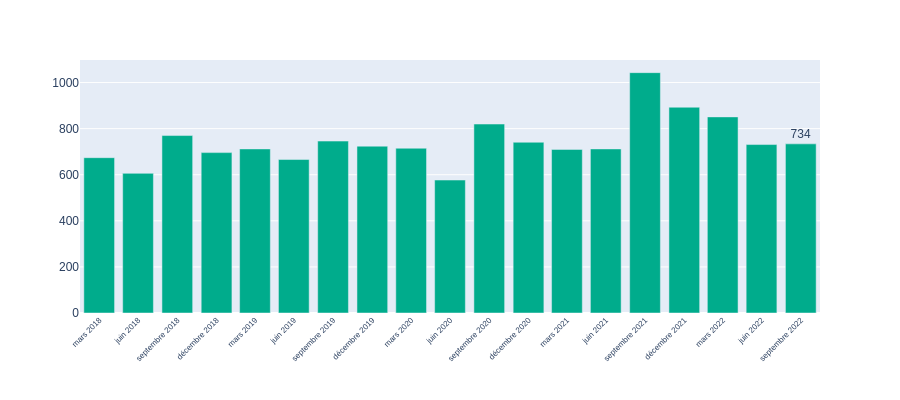 1000
800
600
400
200
0
734
mars 2018
juin 2018
septembre 2018
décembre 2018
mars 2019
juin 2019
septembre 2019
décembre 2019
mars 2020
juin 2020
septembre 2020
décembre 2020
mars 2021
juin 2021
septembre 2021
décembre 2021
mars 2022
juin 2022
septembre 2022